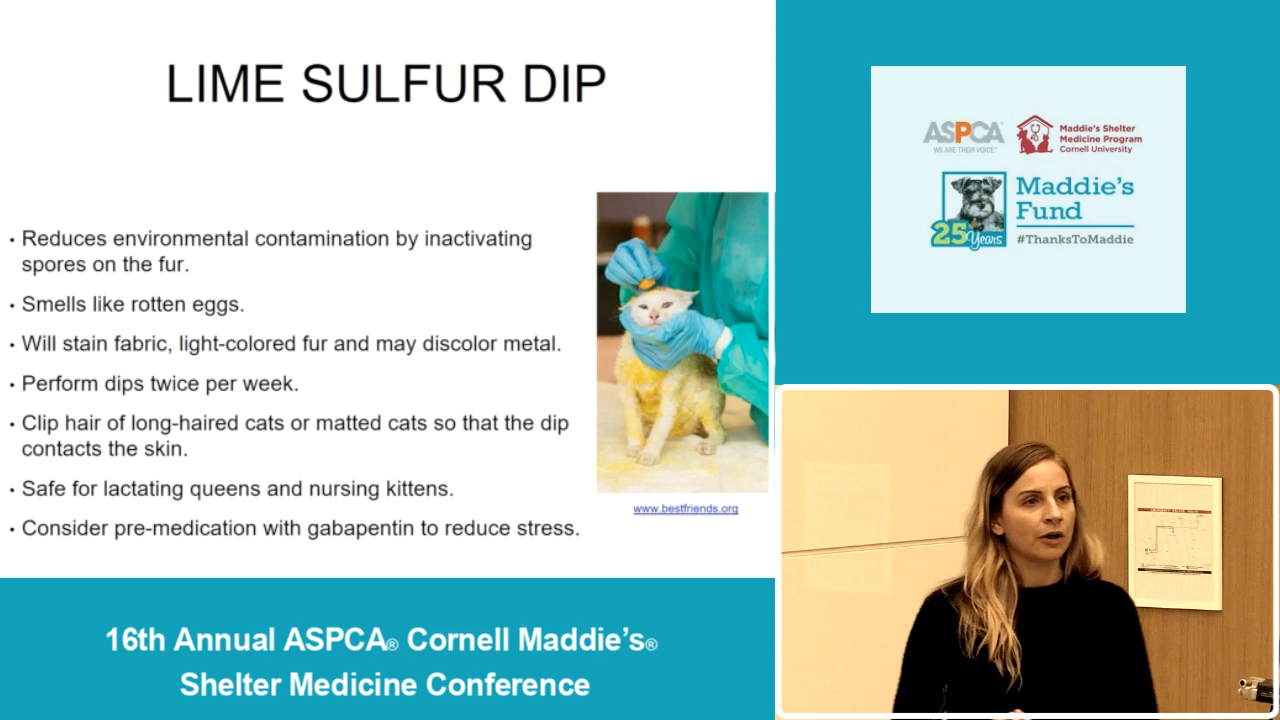 LIME SULFUR DIP
• Reduces environmental contamination by inactivating
spores on the fur.
• Smells like rotten eggs.
• Will stain fabric, light-colored fur and may discolor metal.
• Perform dips twice per week.
• Clip hair of long-haired cats or matted cats so that the dip
contacts the skin.
• Safe for lactating queens and nursing kittens.
• Consider pre-medication with gabapentin to reduce stress.
www.bestfriends.org
16th Annual ASPCA® Cornell Maddie’s®
Shelter Medicine Conference
ASPCA
WE ARE THEIR VOICE.
Maddie's Shelter
Medicine Program
Cornell University
Maddie's
Fund
25 Years
#ThanksToMaddie